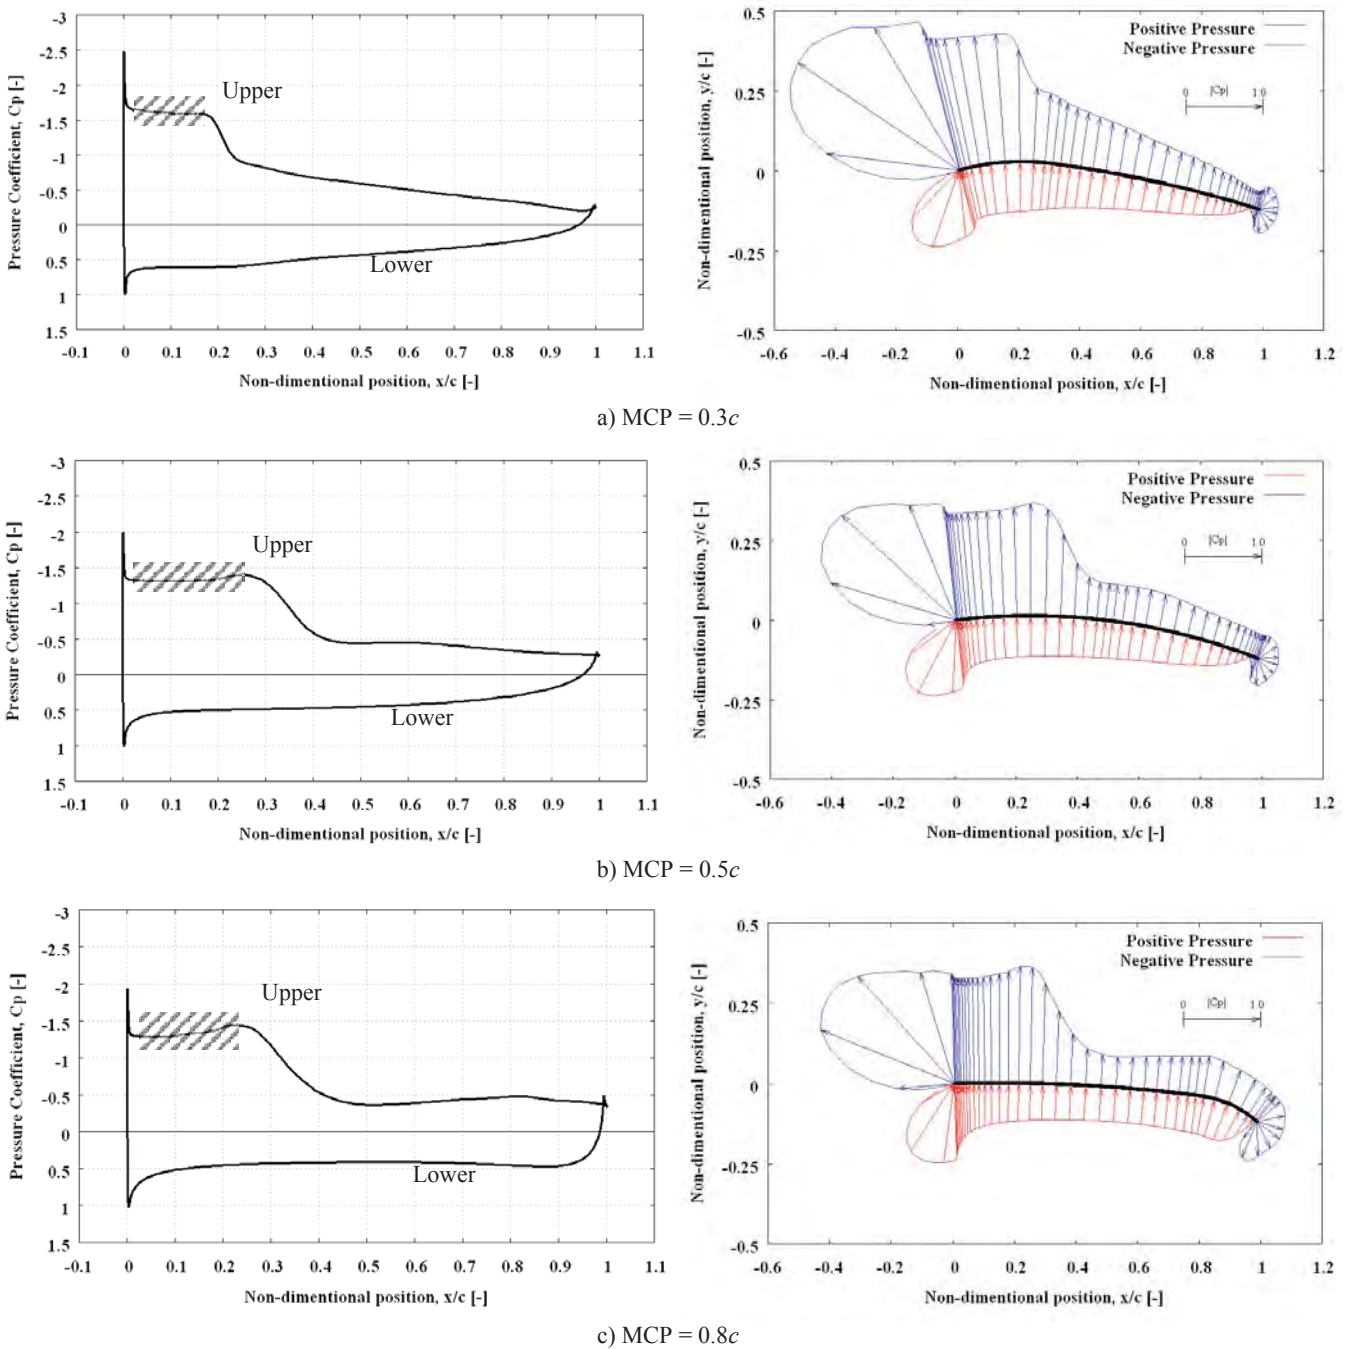 -3
-2.5
-2
-1.5
-1
-0.5
0
0.5
1
1.5
Pressure Coefficient, Cp [-]
Upper
Lower
-0.1 0 0.1 0.2 0.3 0.4 0.5 0.6 0.7 0.8 0.9 1 1.1
Non-dimentional position, x/c [-]
0.5
0.25
0
-0.25
-0.5
Non-dimentional position, y/c [-]
Positive Pressure
Negative Pressure
0 |Cp| 1.0
-0.6 -0.4 -0.2 0 0.2 0.4 0.6 0.8 1 1.2
Non-dimentional position, x/c [-]
a) MCP = 0.3c
-3
-2.5
-2
-1.5
-1
-0.5
0
0.5
1
1.5
Pressure Coefficient, Cp [-]
Upper
Lower
-0.1 0 0.1 0.2 0.3 0.4 0.5 0.6 0.7 0.8 0.9 1 1.1
Non-dimentional position, x/c [-]
0.5
0.25
0
-0.25
-0.5
Non-dimentional position, y/c [-]
Positive Pressure
Negative Pressure
0 |Cp| 1.0
-0.6 -0.4 -0.2 0 0.2 0.4 0.6 0.8 1 1.2
Non-dimentional position, x/c [-]
b) MCP = 0.5c
-3
-2.5
-2
-1.5
-1
-0.5
0
0.5
1
1.5
Pressure Coefficient, Cp [-]
Upper
Lower
-0.1 0 0.1 0.2 0.3 0.4 0.5 0.6 0.7 0.8 0.9 1 1.1
Non-dimentional position, x/c [-]
0.5
0.25
0
-0.25
-0.5
Non-dimentional position, y/c [-]
Positive Pressure
Negative Pressure
0 |Cp| 1.0
-0.6 -0.4 -0.2 0 0.2 0.4 0.6 0.8 1 1.2
Non-dimentional position, x/c [-]
c) MCP = 0.8c